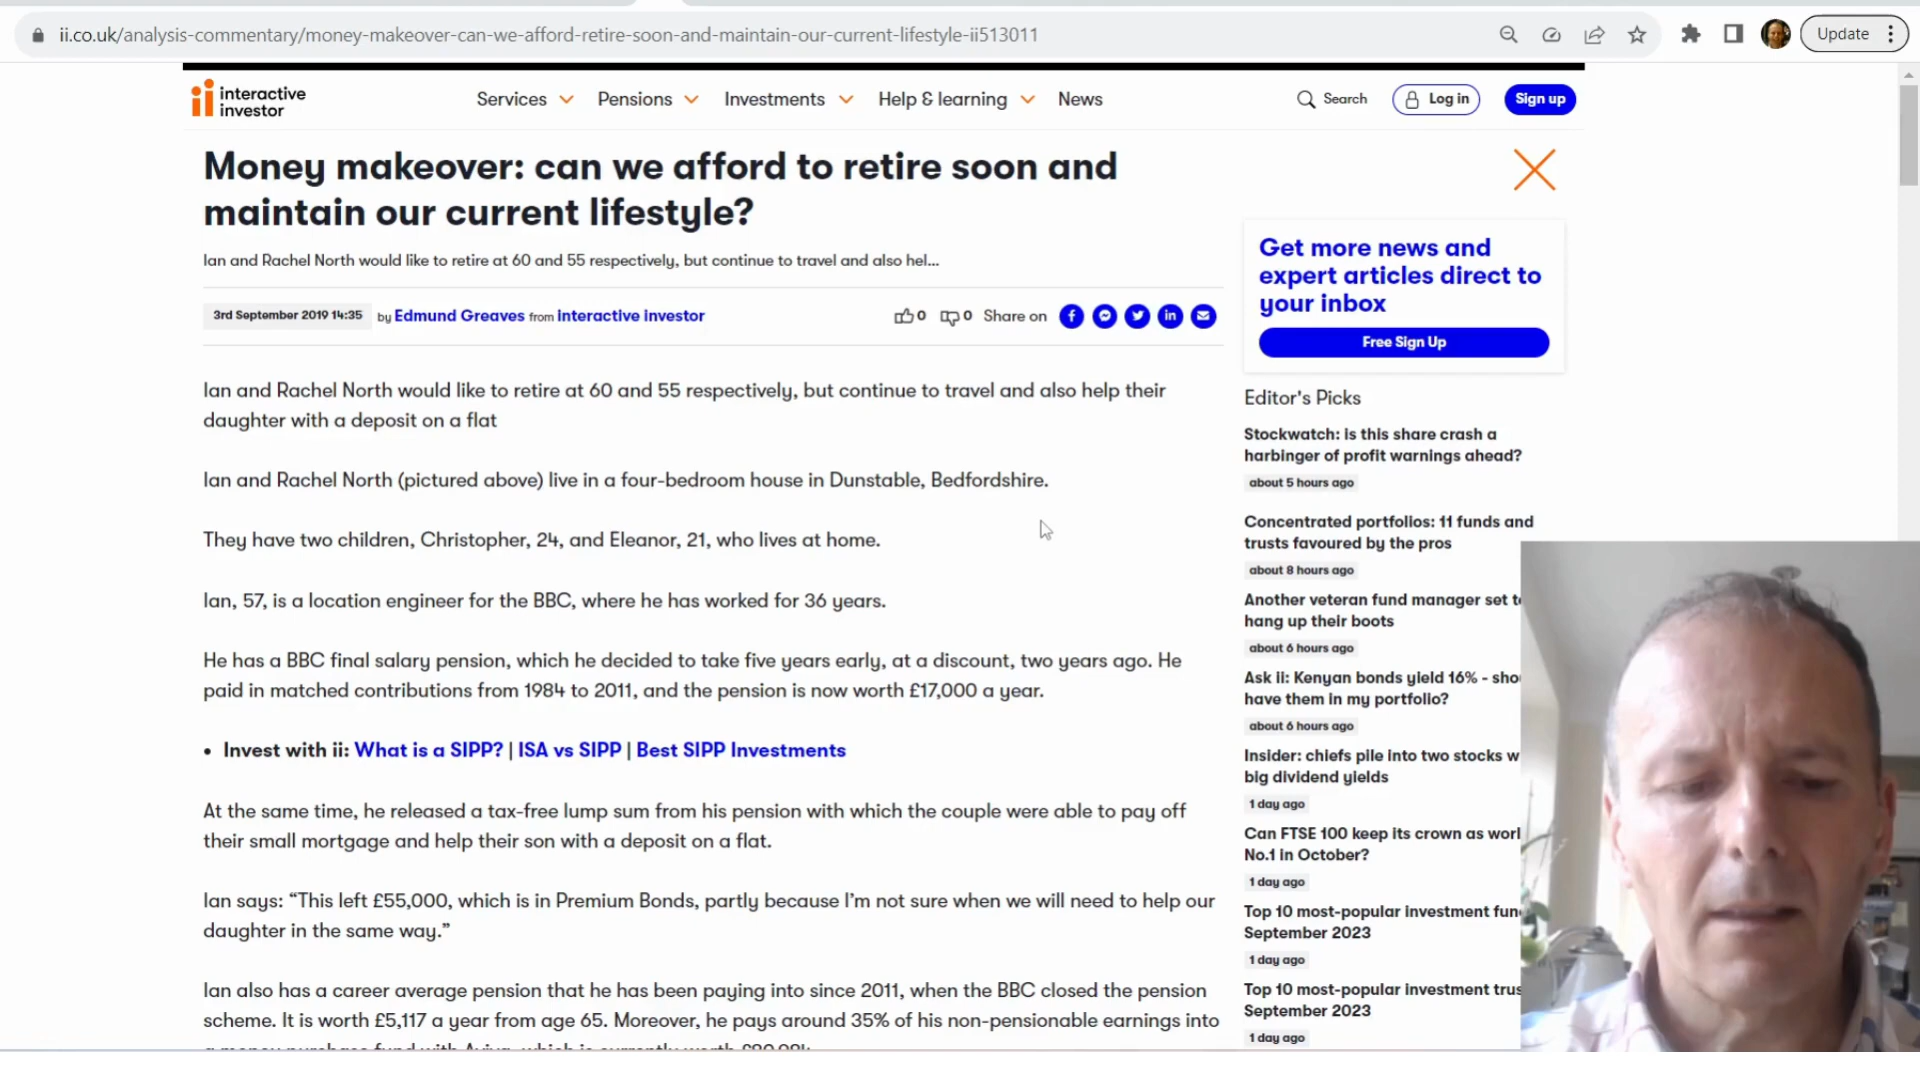 ii.co.uk/analysis-commentary/money-makeover-can-we-afford-retire-soon-and-maintain-our-current-lifestyle-ii513011
Update
interactive
investor
Services
Pensions
Investments
Help & learning
News
Search
Log in
Sign up
Money makeover: can we afford to retire soon and
maintain our current lifestyle?
Ian and Rachel North would like to retire at 60 and 55 respectively, but continue to travel and also hel...
3rd September 2019 14:35
by Edmund Greaves from interactive investor
0
0
Share on
Ian and Rachel North would like to retire at 60 and 55 respectively, but continue to travel and also help their
daughter with a deposit on a flat
Ian and Rachel North (pictured above) live in a four-bedroom house in Dunstable, Bedfordshire.
They have two children, Christopher, 24, and Eleanor, 21, who lives at home.
Ian, 57, is a location engineer for the BBC, where he has worked for 36 years.
He has a BBC final salary pension, which he decided to take five years early, at a discount, two years ago. He
paid in matched contributions from 1984 to 2011, and the pension is now worth £17,000 a year.
• Invest with ii: What is a SIPP? | ISA vs SIPP | Best SIPP Investments
At the same time, he released a tax-free lump sum from his pension with which the couple were able to pay off
their small mortgage and help their son with a deposit on a flat.
Ian says: “This left £55,000, which is in Premium Bonds, partly because I’m not sure when we will need to help our
daughter in the same way.”
Ian also has a career average pension that he has been paying into since 2011, when the BBC closed the pension
scheme. It is worth £5,117 a year from age 65. Moreover, he pays around 35% of his non-pensionable earnings into
Get more news and
expert articles direct to
your inbox
Free Sign Up
Editor's Picks
Stockwatch: is this share crash a
harbinger of profit warnings ahead?
about 5 hours ago
Concentrated portfolios: 11 funds and
trusts favoured by the pros
about 8 hours ago
Another veteran fund manager set
hang up their boots
about 6 hours ago
Ask ii: Kenyan bonds yield 16% -
have them in my portfolio?
about 6 hours ago
Insider: chiefs pile into two stocks
big dividend yields
1 day ago
Can FTSE 100 keep its crown as
No.1 in October?
1 day ago
Top 10 most-popular investment
September 2023
1 day ago
Top 10 most-popular investment
September 2023
1 day ago